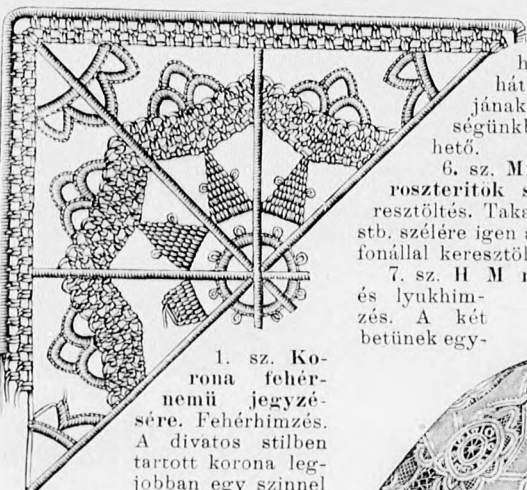 1. sz. Ko-
rona fehér-
nemü jegyzé-
sére. Fehérhimzés.
A divatos stilben
tartott korona leg-
jobban egy szinnel
h
hát
jának
ségünkb
hető.
6. sz. M
roszteritök s
resztöltés. Taka
stb. szélére igen a
fonállal keresztöl
7. sz. H M
és lyukhim-
zés. A két
betünek egy-